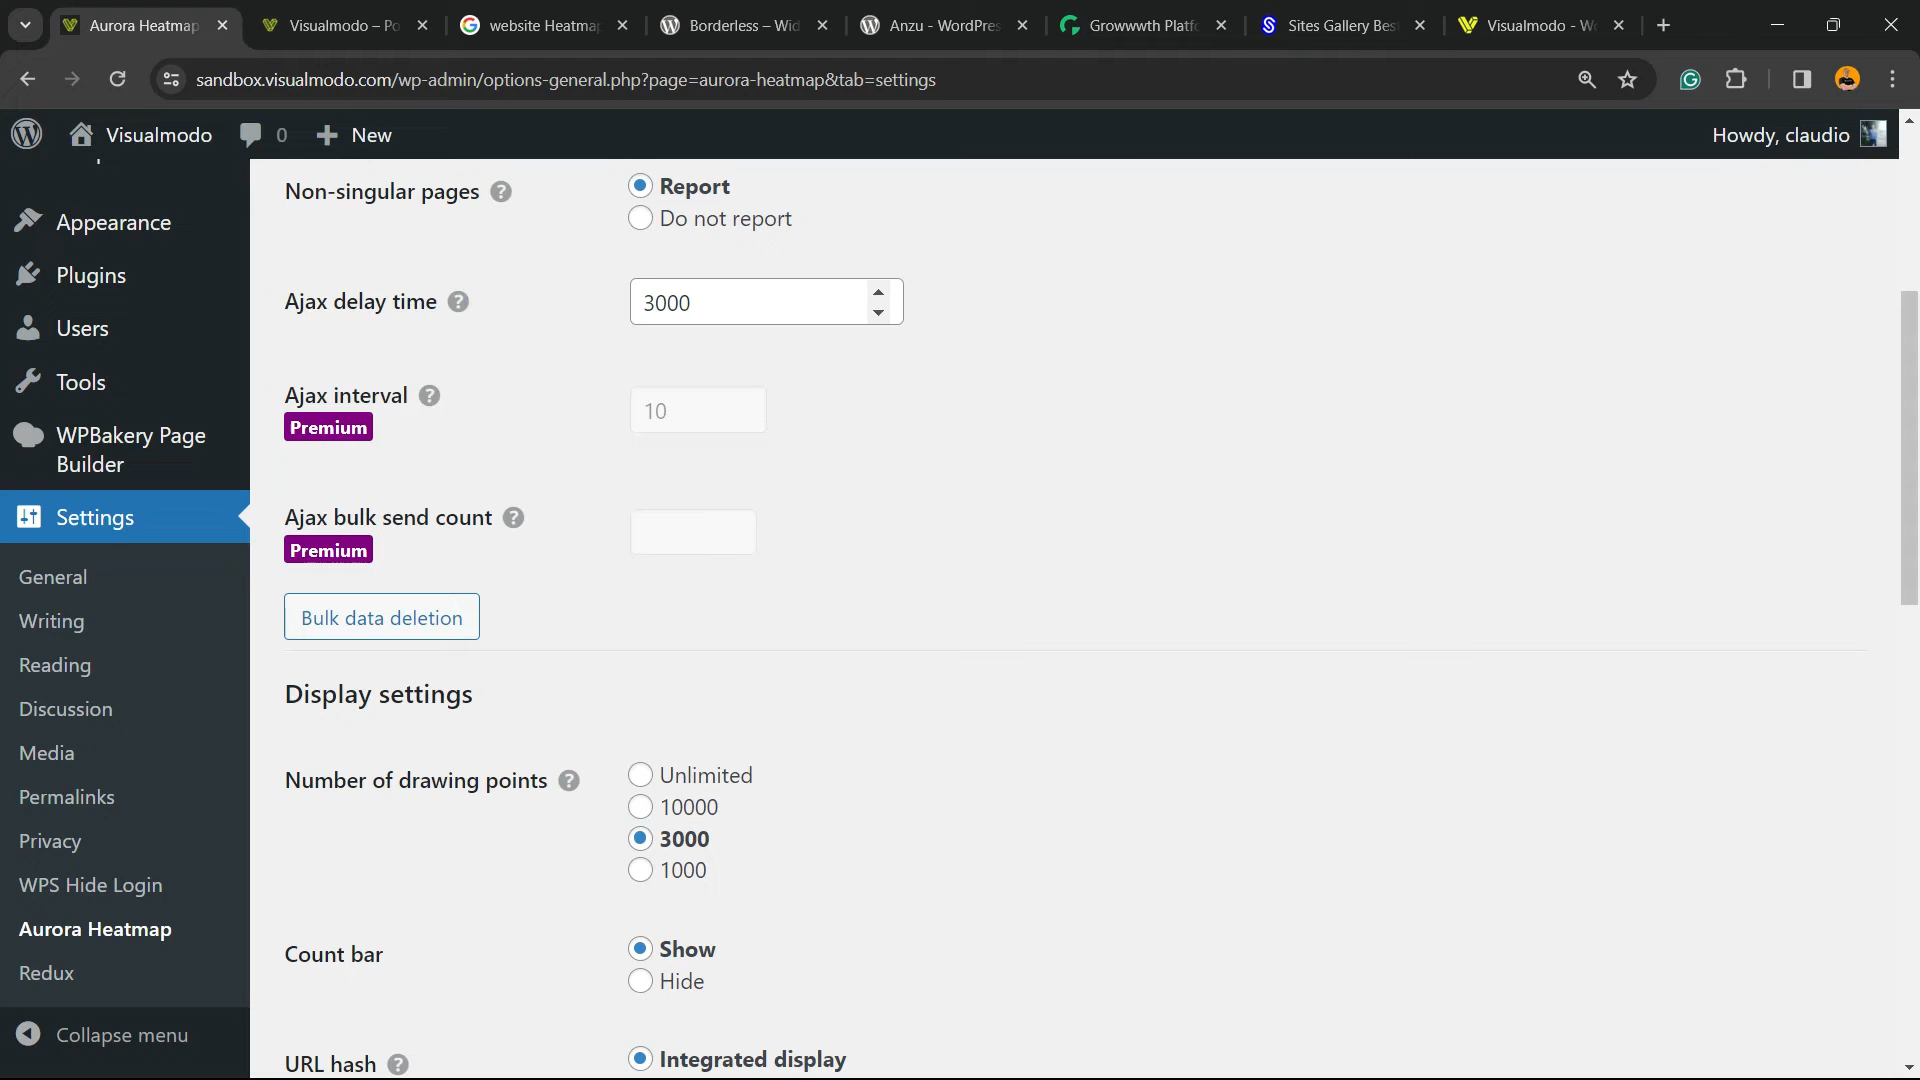 Aurora Heatmap
Visualmodo – Po
website Heatma
Borderless – Wid
Anzu - WordPres
Growwwth Platfo
Sites Gallery Bes
Visualmodo - Wo
sandbox.visualmodo.com/wp-admin/options-general.php?page=aurora-heatmap&tab=settings
Visualmodo
0
New
Howdy, claudio
Appearance
Plugins
Users
Tools
WPBakery Page
Builder
Settings
General
Writing
Reading
Discussion
Media
Permalinks
Privacy
WPS Hide Login
Aurora Heatmap
Redux
Collapse menu
Non-singular pages ?
Report
Do not report
Ajax delay time ?
3000
Ajax interval ?
Premium
10
Ajax bulk send count ?
Premium
Bulk data deletion
Display settings
Number of drawing points ?
Unlimited
10000
3000
1000
Count bar
Show
Hide
URL hash ?
Integrated display